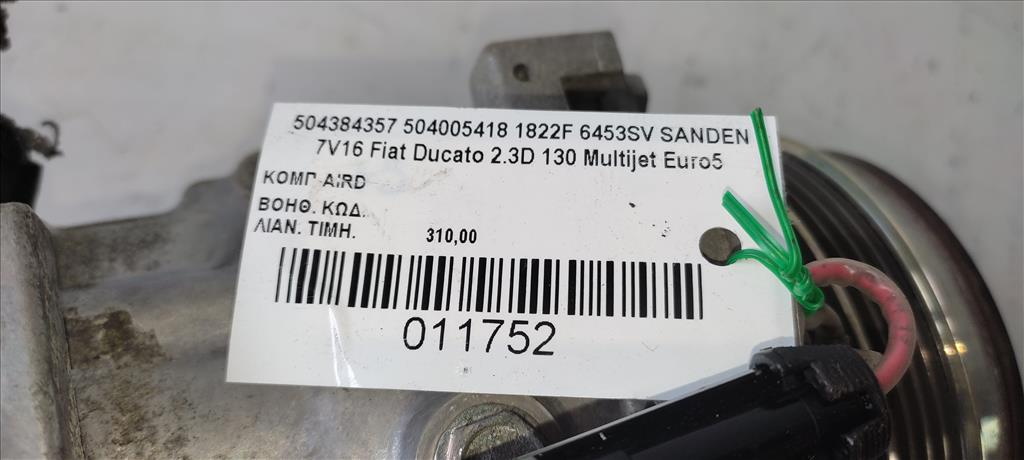 504384357 504005418 1822F 6453SV SANDEN
7V16 Fiat Ducato 2.3D 130 Multijet Euro5
ΚΟΜΠ AIRD
ΒΟΗΘ. ΚΩΔ.
ΛΙΑΝ. ΤΙΜΗ. 310,00
011752